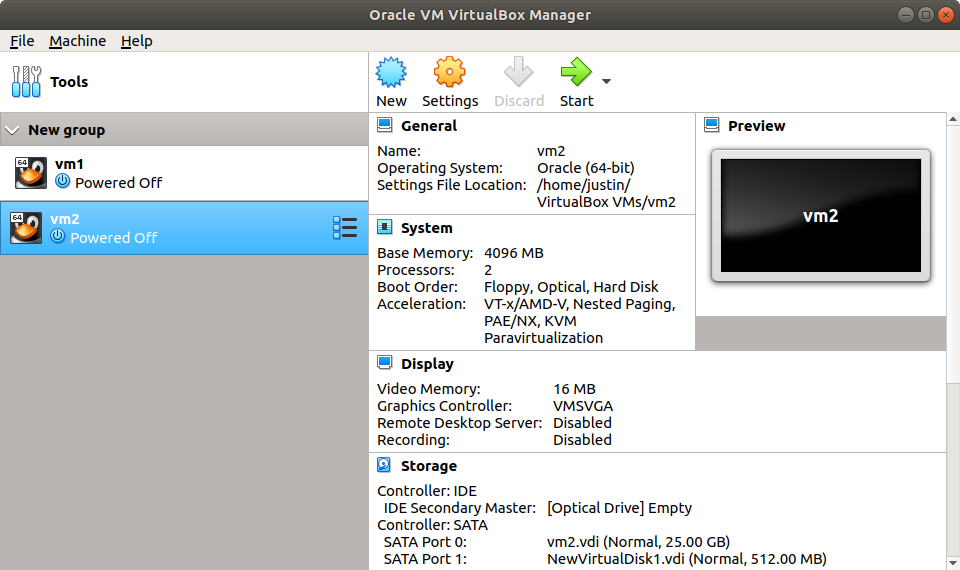 Oracle VM VirtualBox Manager
File Machine Help
Tools
New Settings Discard Start
New group
64
vm1
Powered Off
64
vm2
Powered Off
General
Name: vm2
Operating System: Oracle (64-bit)
Settings File Location: /home/justin/
VirtualBox VMs/vm2
Preview
vm2
System
Base Memory: 4096 MB
Processors: 2
Boot Order: Floppy, Optical, Hard Disk
Acceleration: VT-x/AMD-V, Nested Paging,
PAE/NX, KVM
Paravirtualization
Display
Video Memory: 16 MB
Graphics Controller: VMSVGA
Remote Desktop Server: Disabled
Recording: Disabled
Storage
Controller: IDE
IDE Secondary Master: [Optical Drive] Empty
Controller: SATA
SATA Port 0: vm2.vdi (Normal, 25.00 GB)
SATA Port 1: NewVirtualDisk1.vdi (Normal, 512.00 MB)